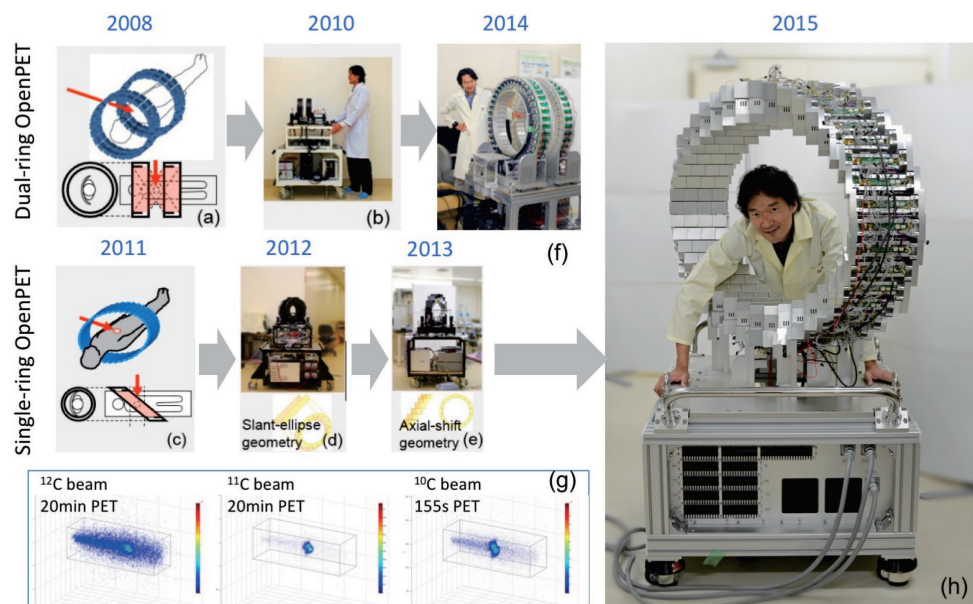 2008
2010
2014
2015
Dual-ring OpenPET
(a)
(b)
(f)
2011
2012
2013
Single-ring OpenPET
(c)
Slant-ellipse
geometry
(d)
Axial-shift
geometry
(e)
(g)
¹²C beam
20min PET
¹¹C beam
20min PET
¹⁰C beam
155s PET
(h)